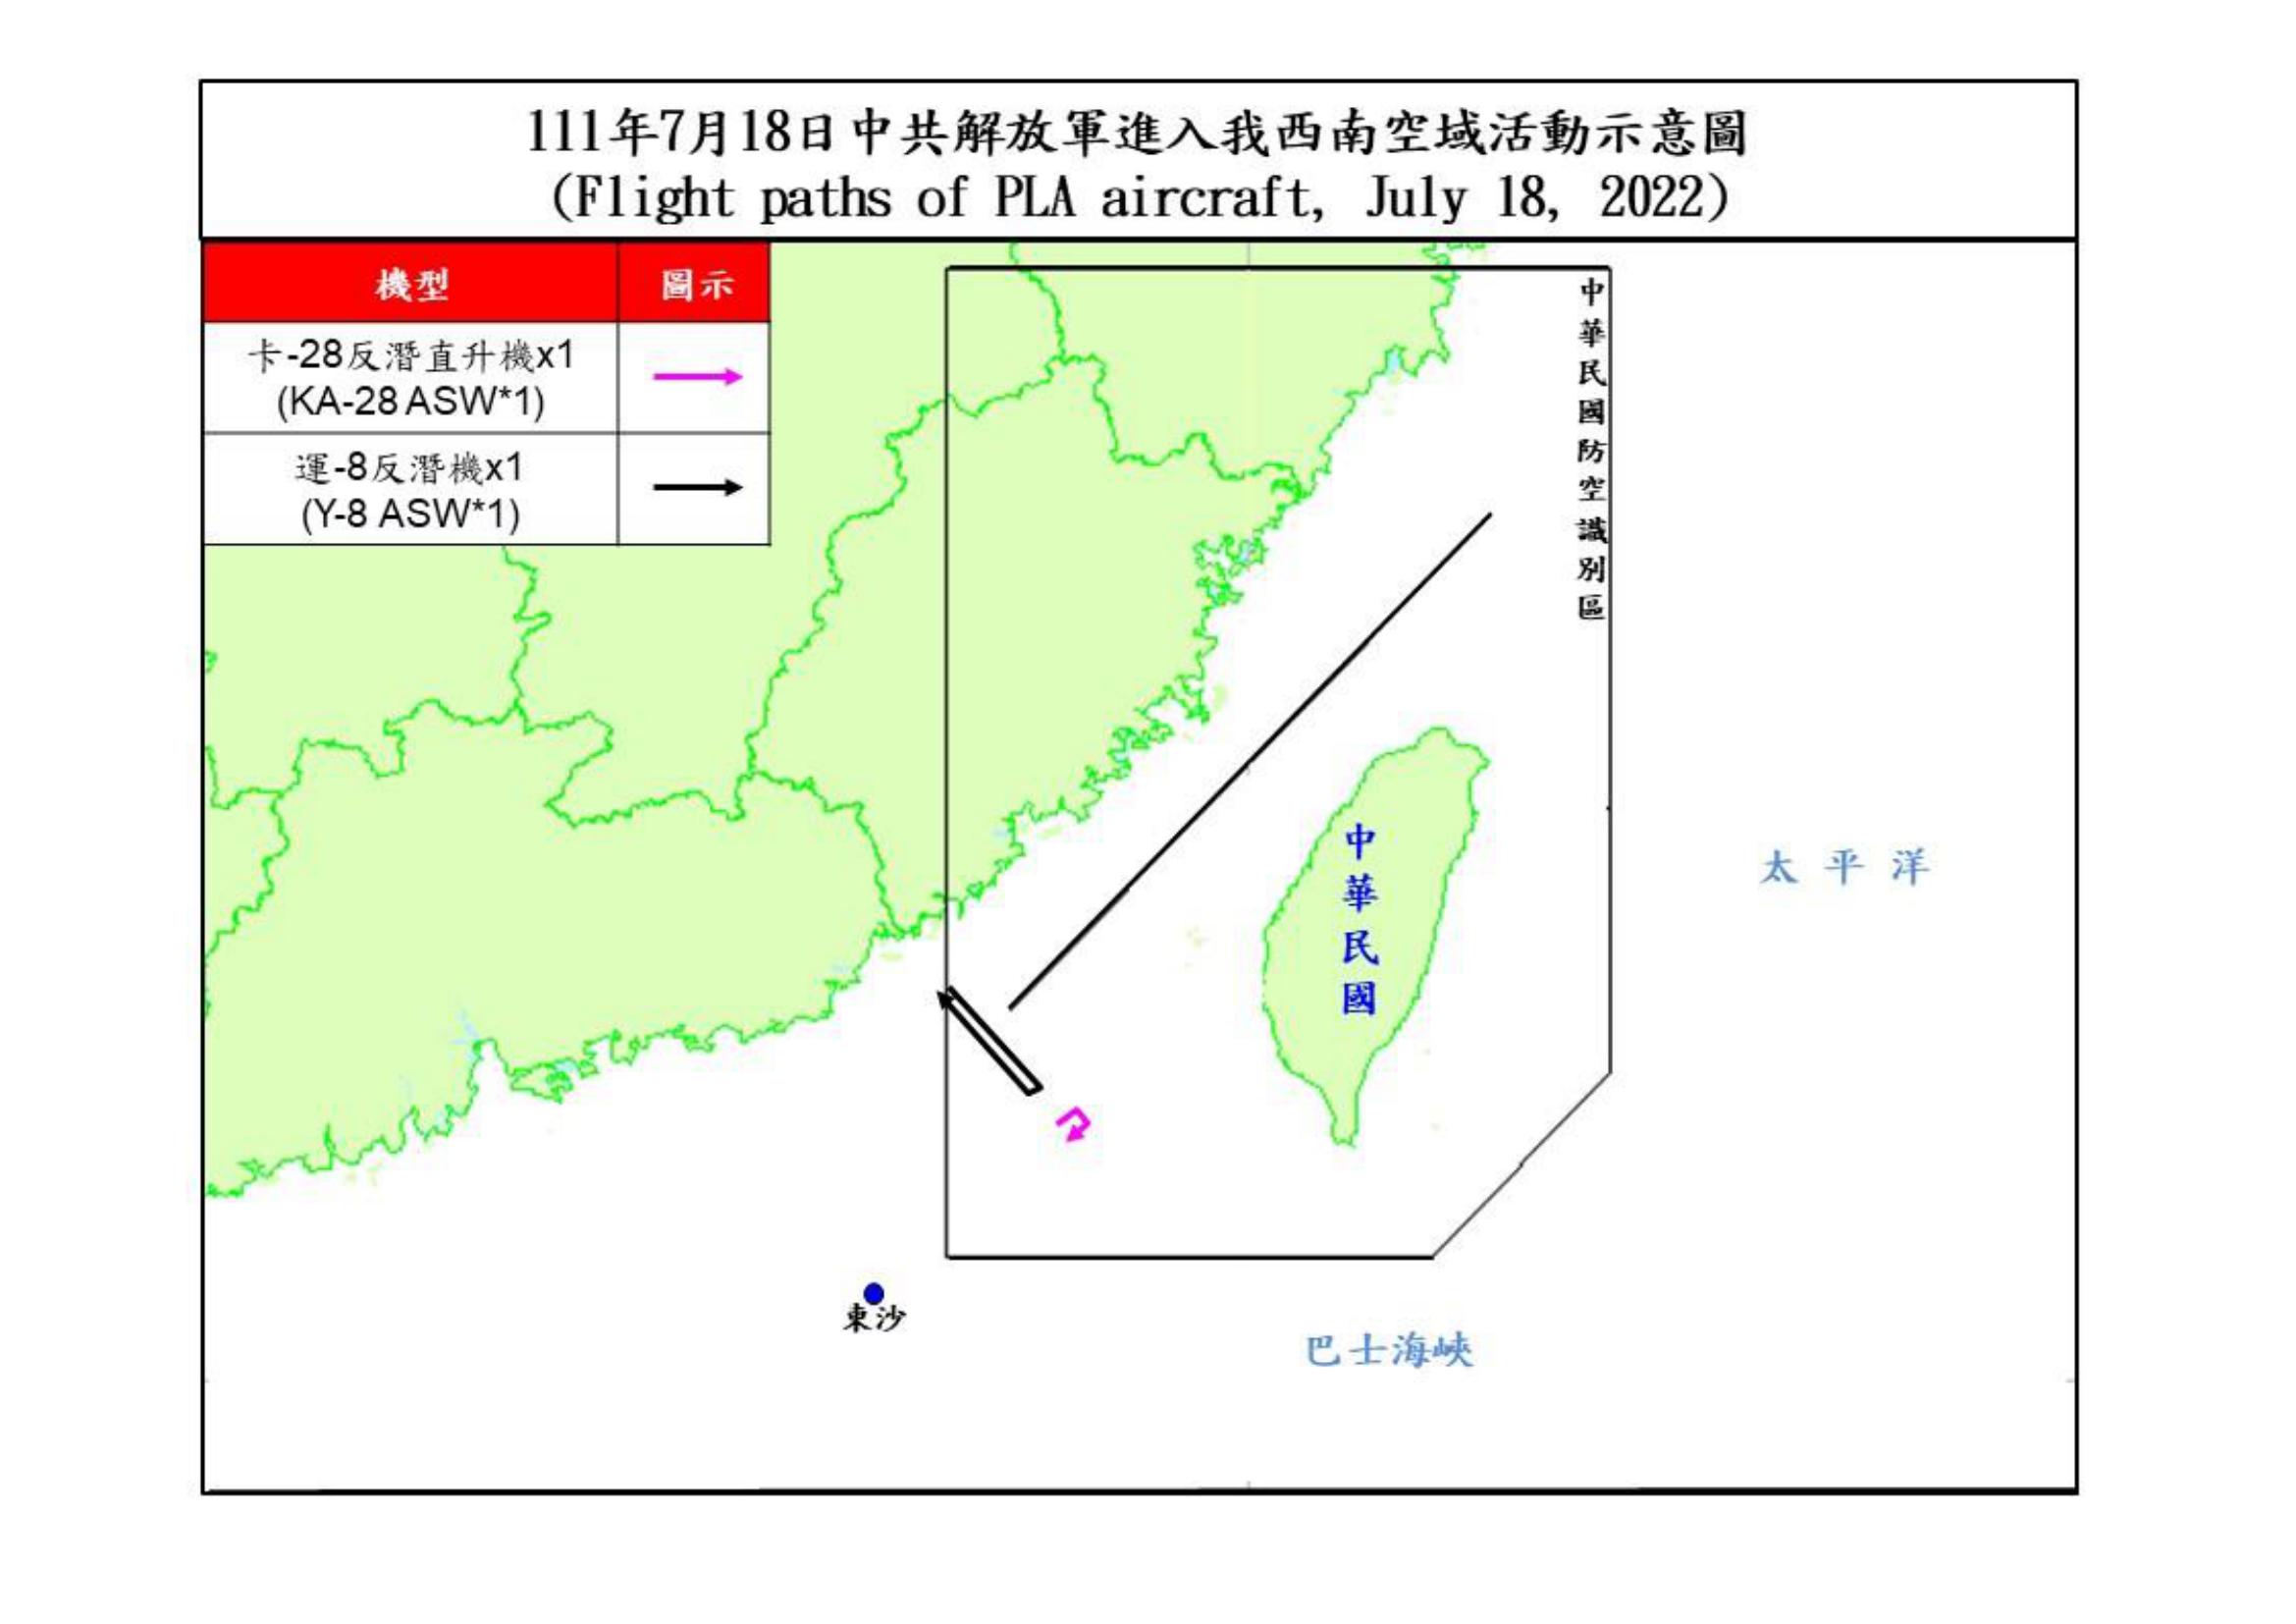 111年7月18日中共解放軍進入我西南空域活動示意圖
(Flight paths of PLA aircraft, July 18, 2022)
機型
圖示
卡-28反潛直升機x1
(KA-28 ASW*1)
運-8反潛機x1
(Y-8 ASW*1)
中華民國防空識別區
中華民國
太平洋
東沙
巴士海峽